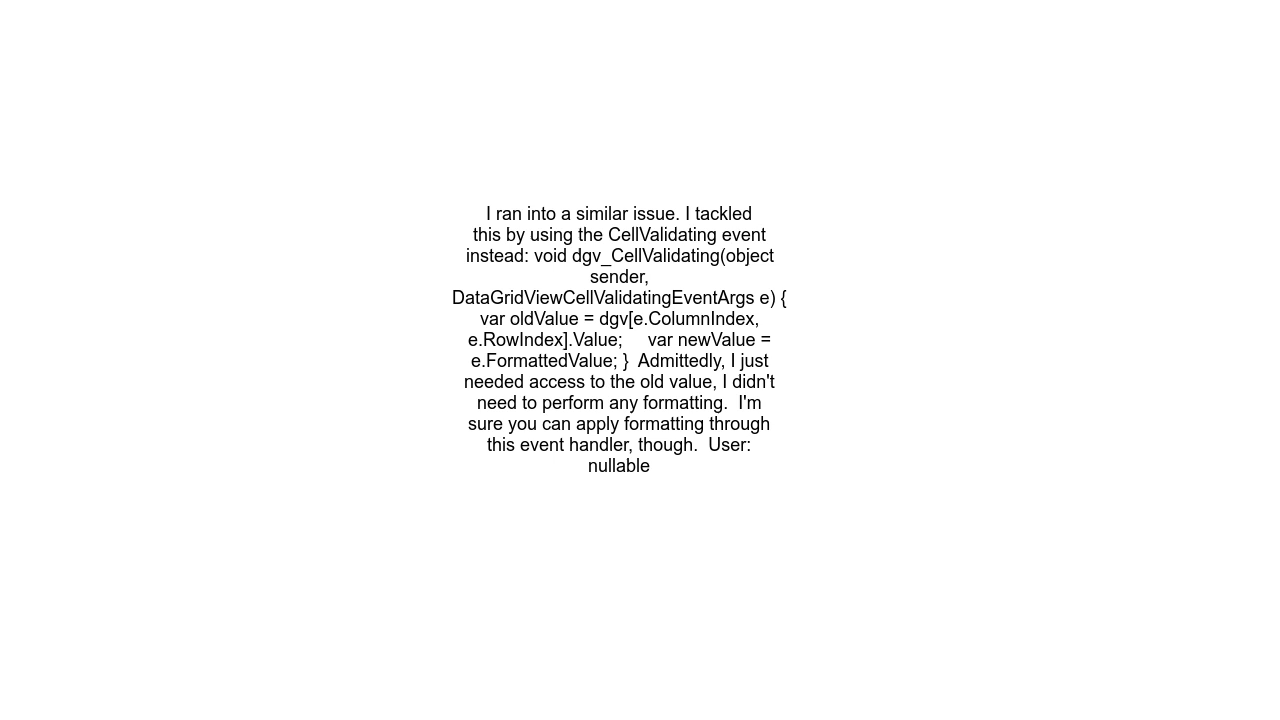 I ran into a similar issue. I tackled
this by using the CellValidating event
instead: void dgv_CellValidating(object
sender,
DataGridViewCellValidatingEventArgs e) {
var oldValue = dgv[e.ColumnIndex,
e.RowIndex].Value;     var newValue =
e.FormattedValue; }  Admittedly, I just
needed access to the old value, I didn't
need to perform any formatting.  I'm
sure you can apply formatting through
this event handler, though.  User:
nullable